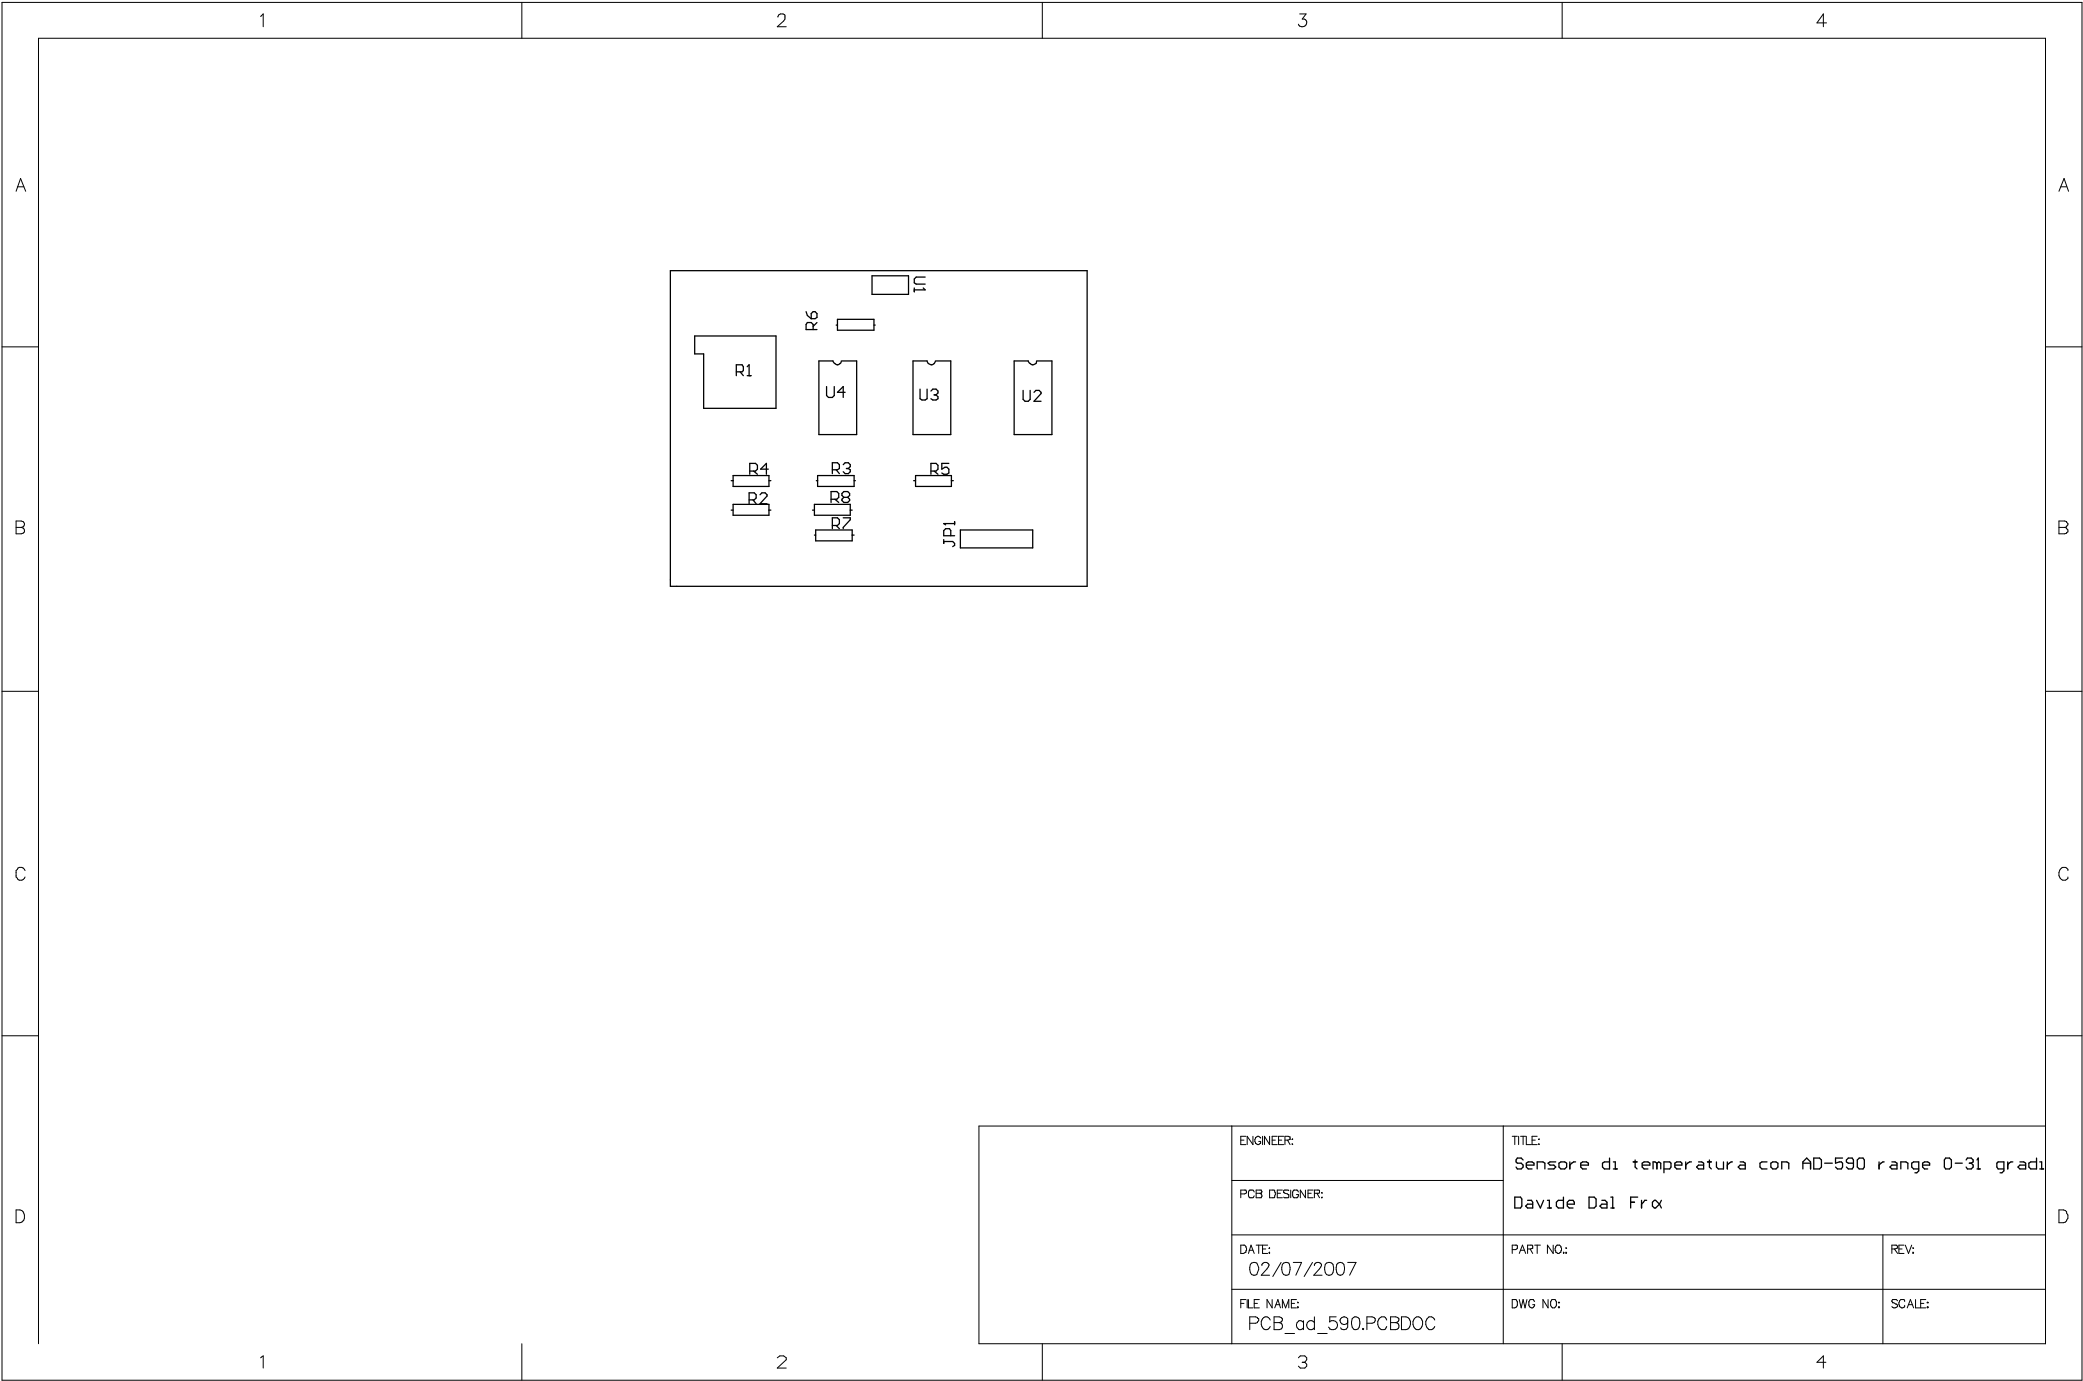 1 2 3 4
A A
U1
R6
R1
U4 U3 U2
R4 R3 R5
R2 R8
R7
JP1
B B
C C
ENGINEER:
TITLE:
Sensore di temperatura con AD-590 range 0-31 gradi
PCB DESIGNER:
Davide Dal Frα
D D
DATE:
02/07/2007
PART NO.:
REV:
FILE NAME:
PCB_ad_590.PCBDOC
DWG NO:
SCALE:
1 2 3 4